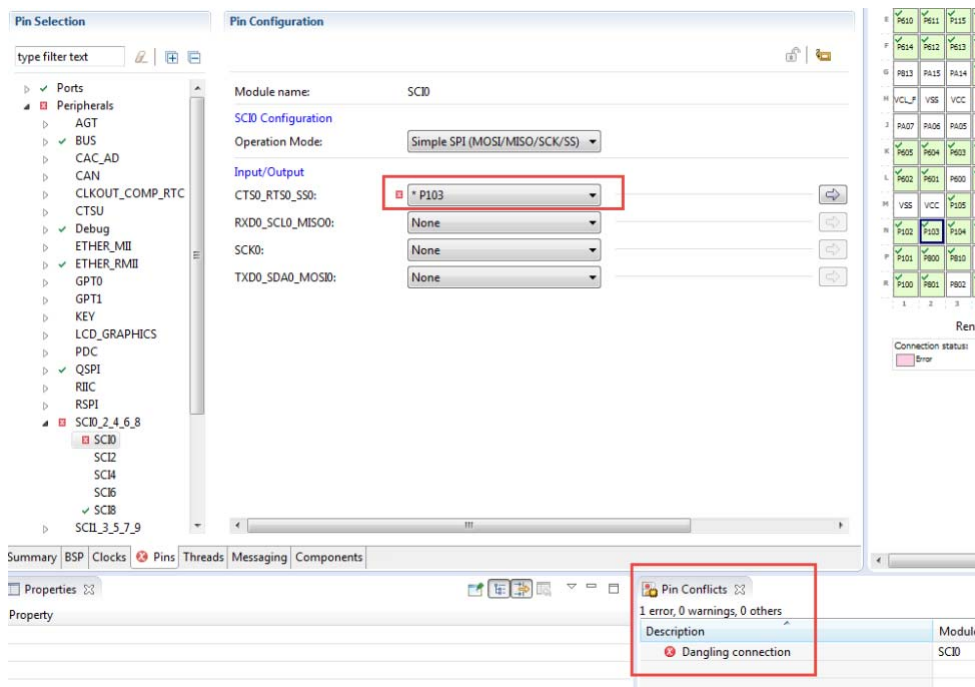 Pin Selection
type filter text
Ports
Peripherals
AGT
BUS
CAC_AD
CAN
CLKOUT_COMP_RTC
CTSU
Debug
ETHER_MII
ETHER_RMII
GPT0
GPT1
KEY
LCD_GRAPHICS
PDC
QSPI
RIIC
RSPI
SCI0_2_4_6_8
SCI0
SCI2
SCI4
SCI6
SCI8
SCI1_3_5_7_9
Pin Configuration
Module name: SCI0
SCI0 Configuration
Operation Mode: Simple SPI (MOSI/MISO/SCK/SS)
Input/Output
CTS0_RTS0_SS0: * P103
RXD0_SCL0_MISO0: None
SCK0: None
TXD0_SDA0_MOSI0: None
E P610 P611 P115
F P614 P612 P613
G P813 PA15 PA14
H VCL_F VSS VCC
J PA07 PA06 PA05
K P605 P604 P603
L P602 P601 P600
M VSS VCC P105
N P102 P103 P104
P P101 P800 P810
R P100 P801 P802
1 2 3
Ren
Connection status:
Error
Summary BSP Clocks Pins Threads Messaging Components
Properties
Property
Pin Conflicts
1 error, 0 warnings, 0 others
Description Modul
Dangling connection SCI0